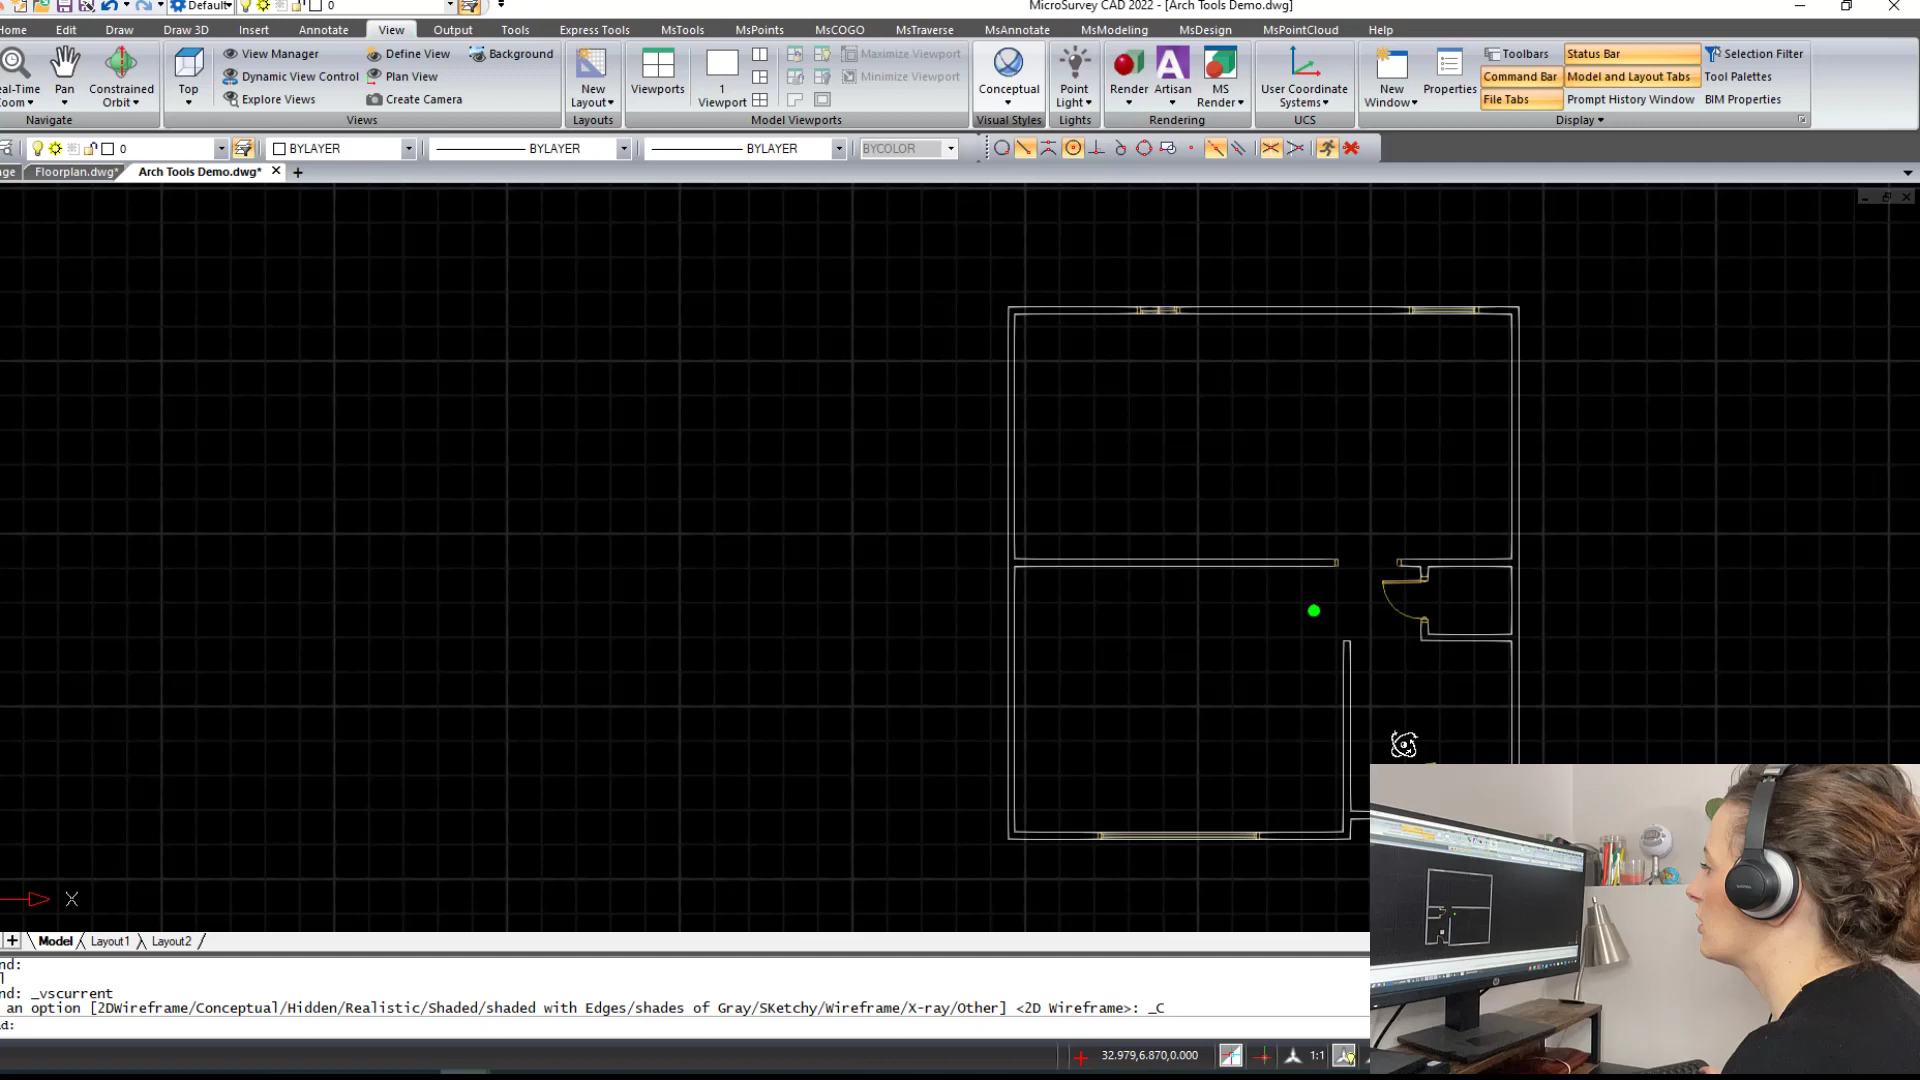 Default
0
MicroSurvey CAD 2022 - [Arch Tools Demo.dwg]
Home Edit Draw Draw 3D Insert Annotate View Output Tools Express Tools MsTools MsPoints MsCOGO MsTraverse MsAnnotate MsModeling MsDesign MsPointCloud Help
View Manager Define View Background Maximize Viewport Toolbars Status Bar Selection Filter
Dynamic View Control Plan View Minimize Viewport Command Bar Model and Layout Tabs Tool Palettes
Explore Views Create Camera File Tabs Prompt History Window BIM Properties
eal-Time Zoom
Pan
Constrained Orbit
Top
New Layout
Viewports
1 Viewport
Conceptual
Point Light
Render
Artisan
MS Render
User Coordinate Systems
New Window
Properties
Navigate Views Layouts Model Viewports Visual Styles Lights Rendering UCS Display
0 BYLAYER BYLAYER BYLAYER BYCOLOR
age Floorplan.dwg* Arch Tools Demo.dwg*
X
Model Layout1 Layout2
nd:
nd: _vscurrent
an option [2DWireframe/Conceptual/Hidden/Realistic/Shaded/shaded with Edges/shades of Gray/SKetchy/Wireframe/X-ray/Other] <2D Wireframe>: _C
d:
32.979,6.870,0.000 1:1